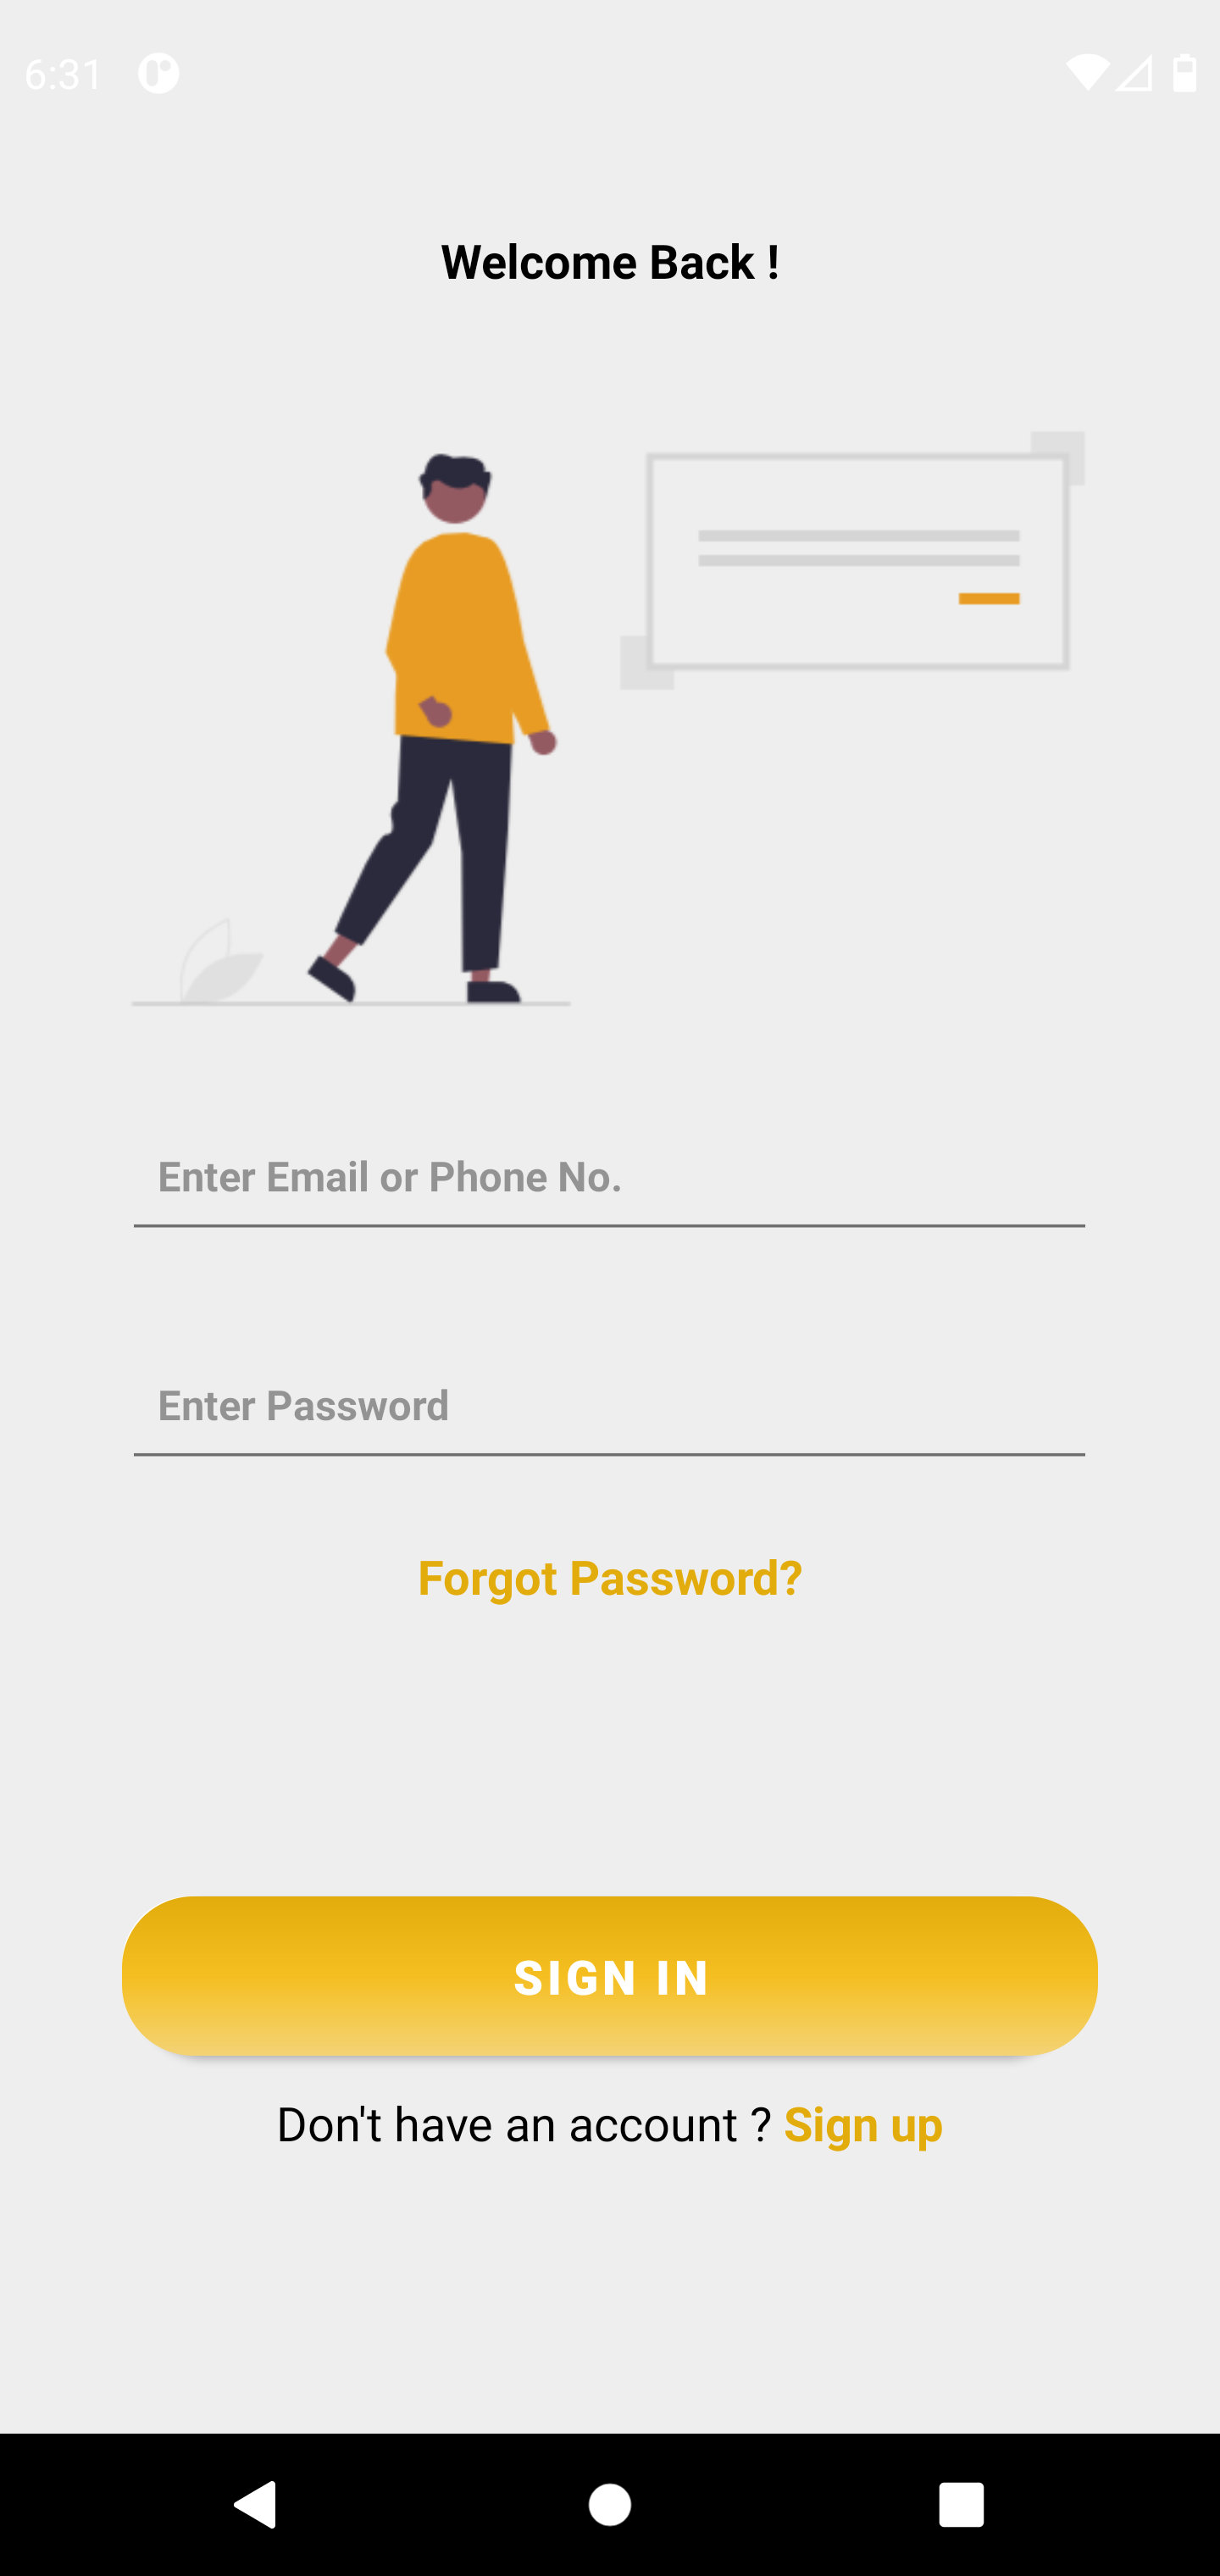 6:31
Welcome Back !
Enter Email or Phone No.
Enter Password
Forgot Password?
SIGN IN
Don't have an account ? Sign up